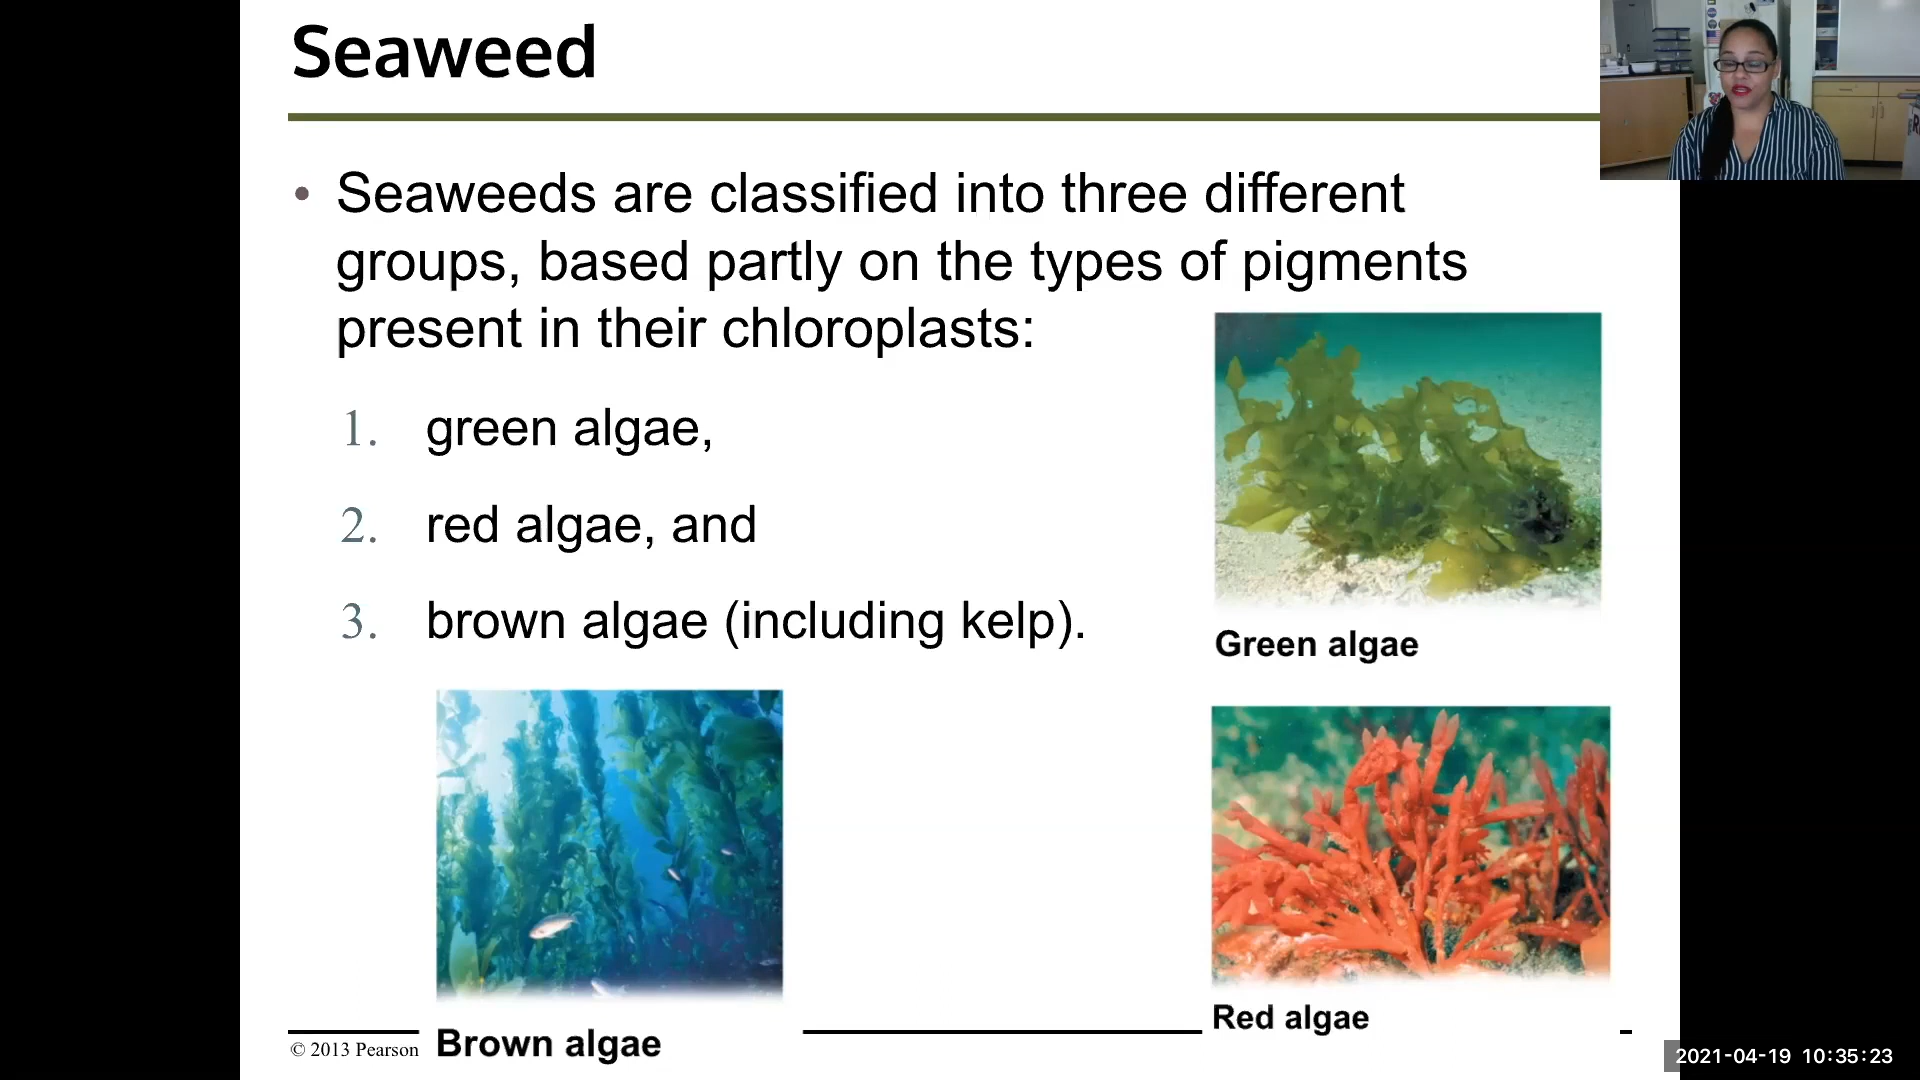 Seaweed
• Seaweeds are classified into three different
groups, based partly on the types of pigments
present in their chloroplasts:
1. green algae,
2. red algae, and
3. brown algae (including kelp).
Green algae
Red algae
Brown algae
© 2013 Pearson
2021-04-19 10:35:23